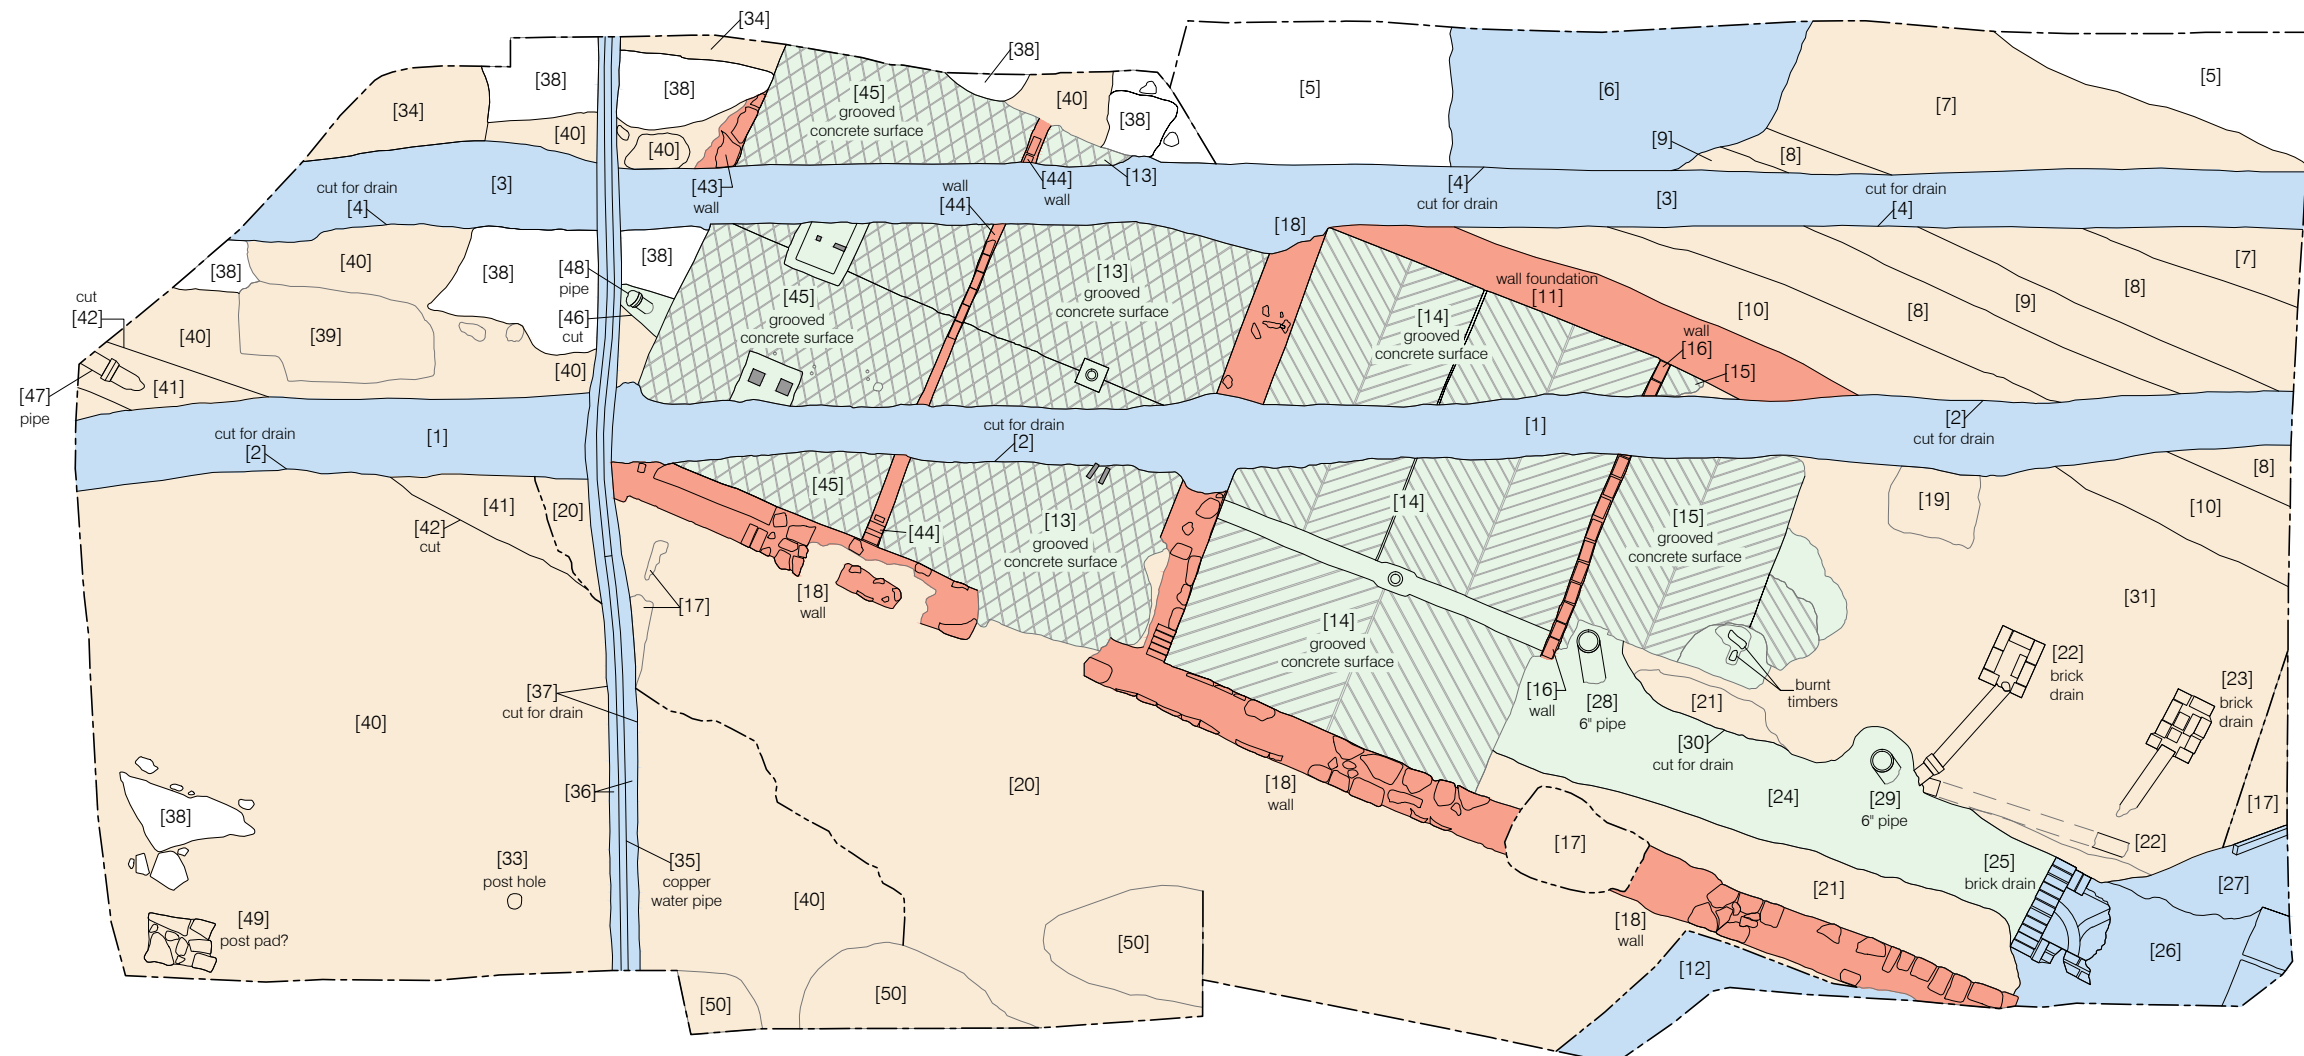 [34]
[38]
[5]
[5]
[38]
[38]
[45]
grooved
concrete surface
[6]
[34]
[40]
[7]
[40]
[38]
[9]
[40]
[8]
[43]
wall
[44]
wall
[13]
cut for drain
[4]
[3]
wall
[44]
[4]
cut for drain
[3]
cut for drain
[4]
[18]
[38]
[40]
[38]
[48]
pipe
[38]
[7]
[13]
grooved
concrete surface
wall foundation
[11]
[8]
cut
[42]
[45]
grooved
concrete surface
[46]
cut
[14]
grooved
concrete surface
[10]
[8]
[9]
[40]
[39]
wall
[16]
[40]
[15]
[47]
pipe
[41]
cut for drain
[2]
[1]
cut for drain
[2]
[1]
[2]
cut for drain
[8]
[45]
[14]
[19]
[41]
[20]
[10]
[42]
cut
[44]
[13]
grooved
concrete surface
[15]
grooved
concrete surface
[18]
wall
[17]
[31]
[14]
grooved
concrete surface
[22]
brick
drain
[37]
cut for drain
[16]
wall
[28]
6" pipe
[21]
burnt
timbers
[23]
brick
drain
[40]
[30]
cut for drain
[36]
[20]
[18]
wall
[24]
[29]
6" pipe
[17]
[38]
[17]
[22]
[33]
post hole
[35]
copper
water pipe
[25]
brick drain
[27]
[40]
[21]
[49]
post pad?
[18]
wall
[50]
[26]
[12]
[50]
[50]